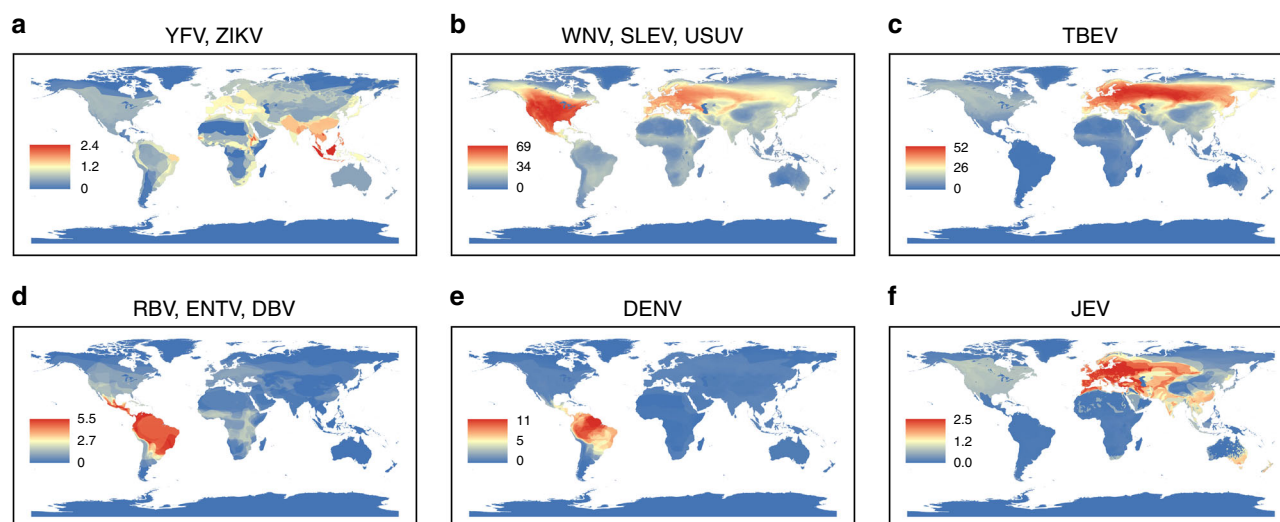 a
YFV, ZIKV
2.4
1.2
0
b
WNV, SLEV, USUV
69
34
0
c
TBEV
52
26
0
d
RBV, ENTV, DBV
5.5
2.7
0
e
DENV
11
5
0
f
JEV
2.5
1.2
0.0